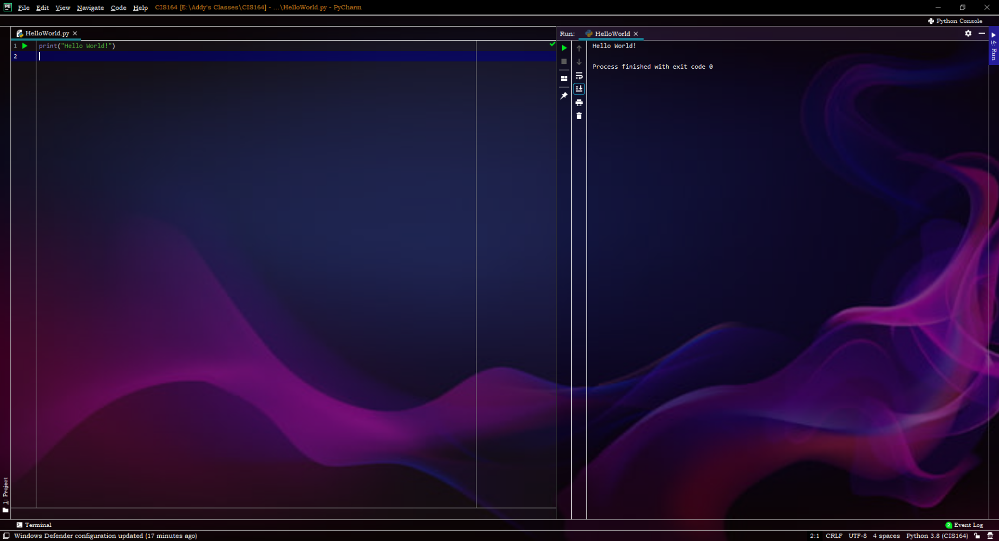 PE File Edit View Navigate Code Help CIS164 [E:\Addy's Classes\CIS164] - ...\HelloWorld.py - PyCharm
Python Console
HelloWorld.py
1 print("Hello World!")
2
Run: HelloWorld
Hello World!
Process finished with exit code 0
4: Run
1: Project
Terminal
2 Event Log
Windows Defender configuration updated (17 minutes ago)
2:1 CRLF UTF-8 4 spaces Python 3.8 (CIS164)